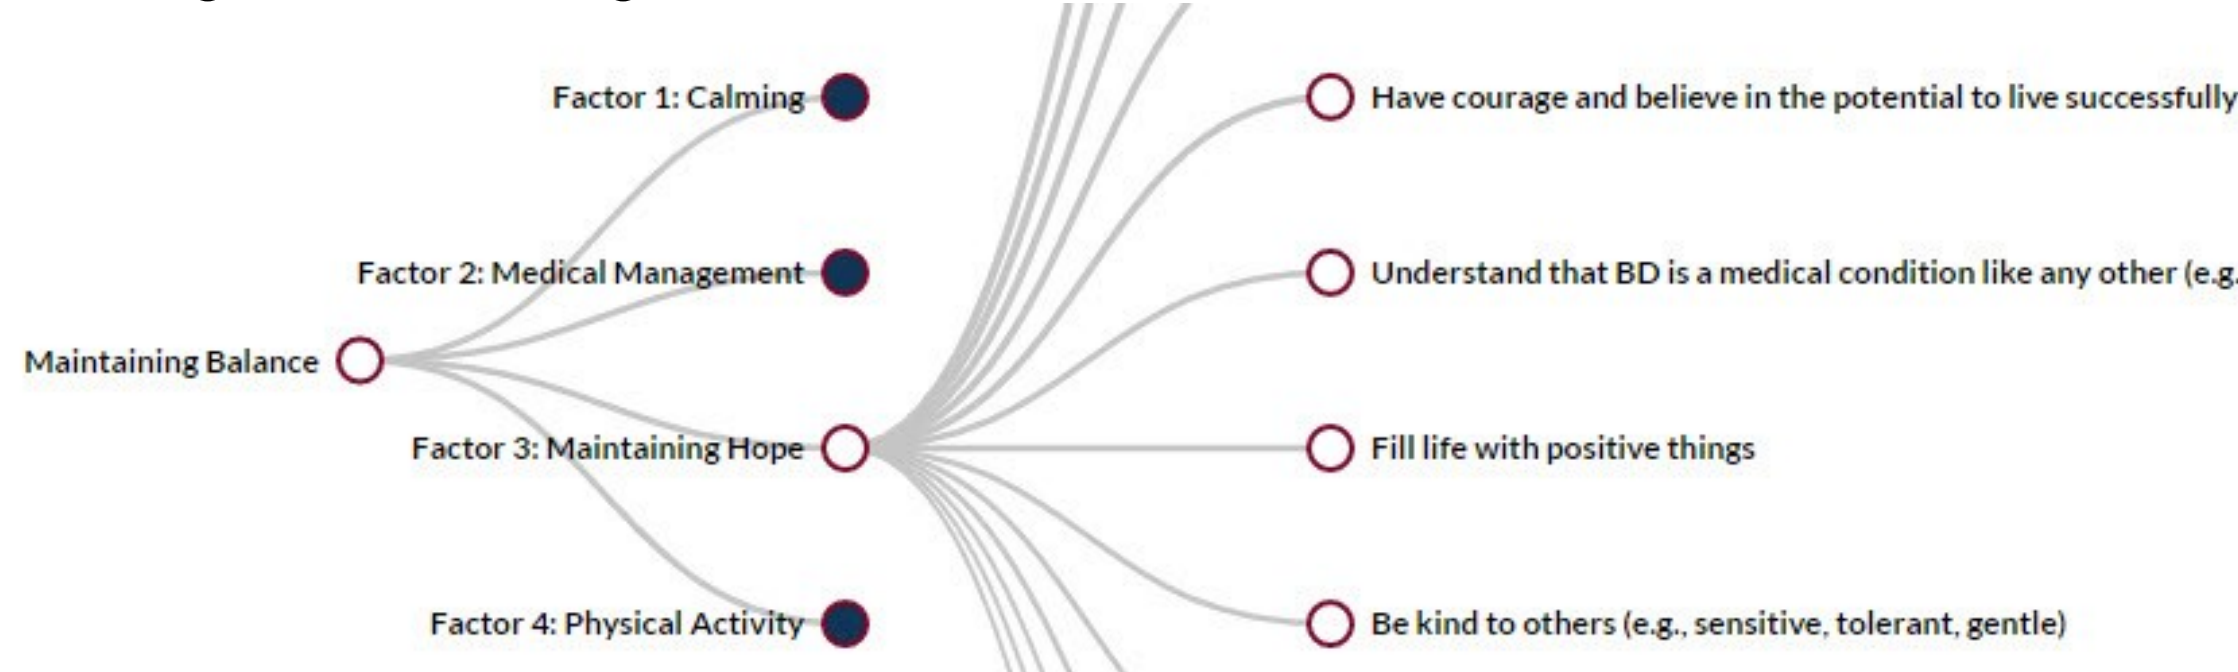 Factor 1: Calming
Have courage and believe in the potential to live successfully
Factor 2: Medical Management
Understand that BD is a medical condition like any other (e.g.
Maintaining Balance
Factor 3: Maintaining Hope
Fill life with positive things
Factor 4: Physical Activity
Be kind to others (e.g., sensitive, tolerant, gentle)